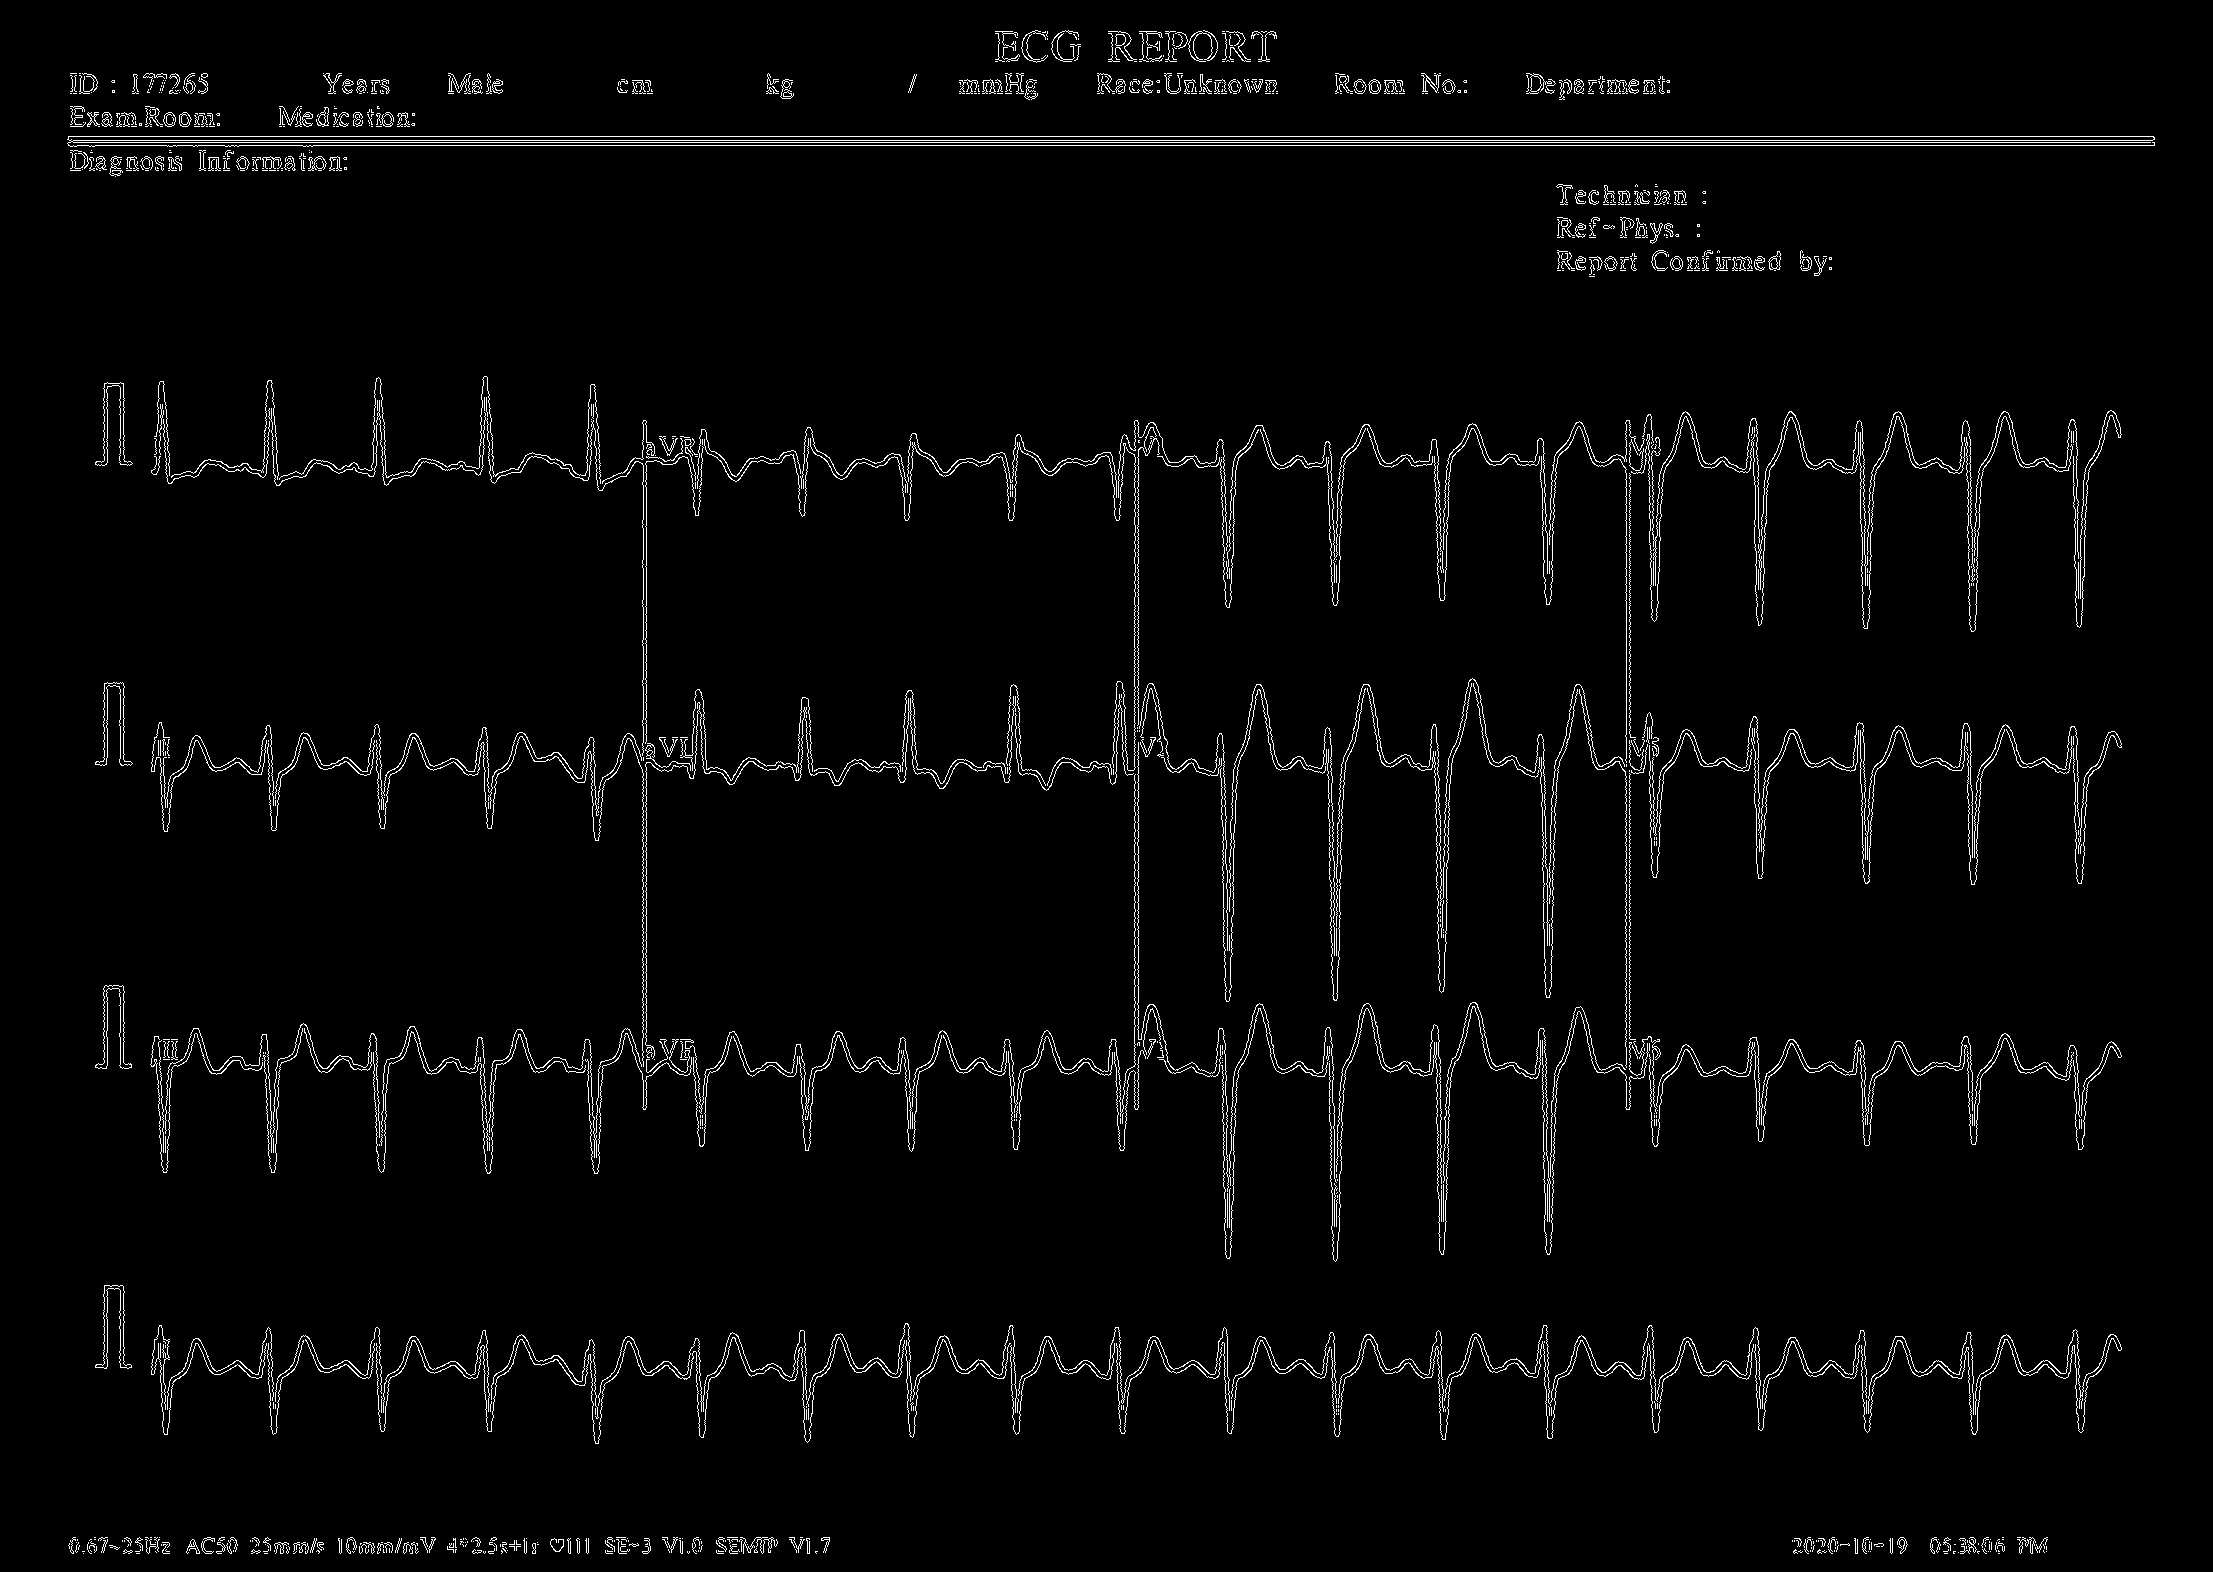 ECG REPORT
ID : 177265 Years Male cm kg / mmHg Race:Unknown Room No.: Department:
Exam.Room: Medication:
Diagnosis Information:
Technician :
Ref-Phys. :
Report Confirmed by:
I aVR V1 V4
II aVL V2 V5
III aVF V3 V6
II
0.67~25Hz AC50 25mm/s 10mm/mV 4*2.5s+1r ♡111 SE-3 V1.0 SEMIP V1.7
2020-10-19 05:38:06 PM